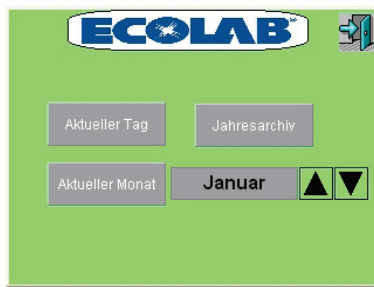 ECOLAB®
Aktueller Tag
Jahresarchiv
Aktueller Monat
Januar